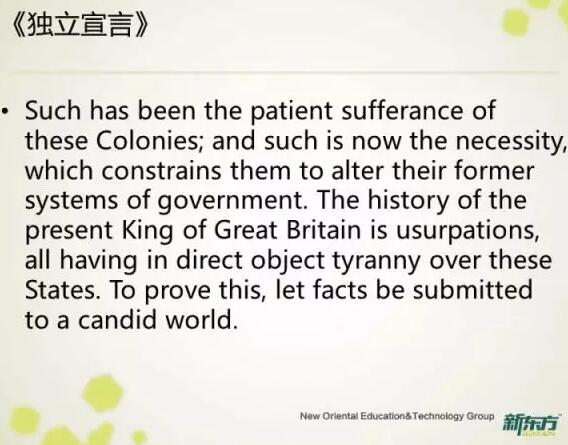 《独立宣言》
• Such has been the patient sufferance of
these Colonies; and such is now the necessity,
which constrains them to alter their former
systems of government. The history of the
present King of Great Britain is usurpations,
all having in direct object tyranny over these
States. To prove this, let facts be submitted
to a candid world.
New Oriental Education&Technology Group 新东方